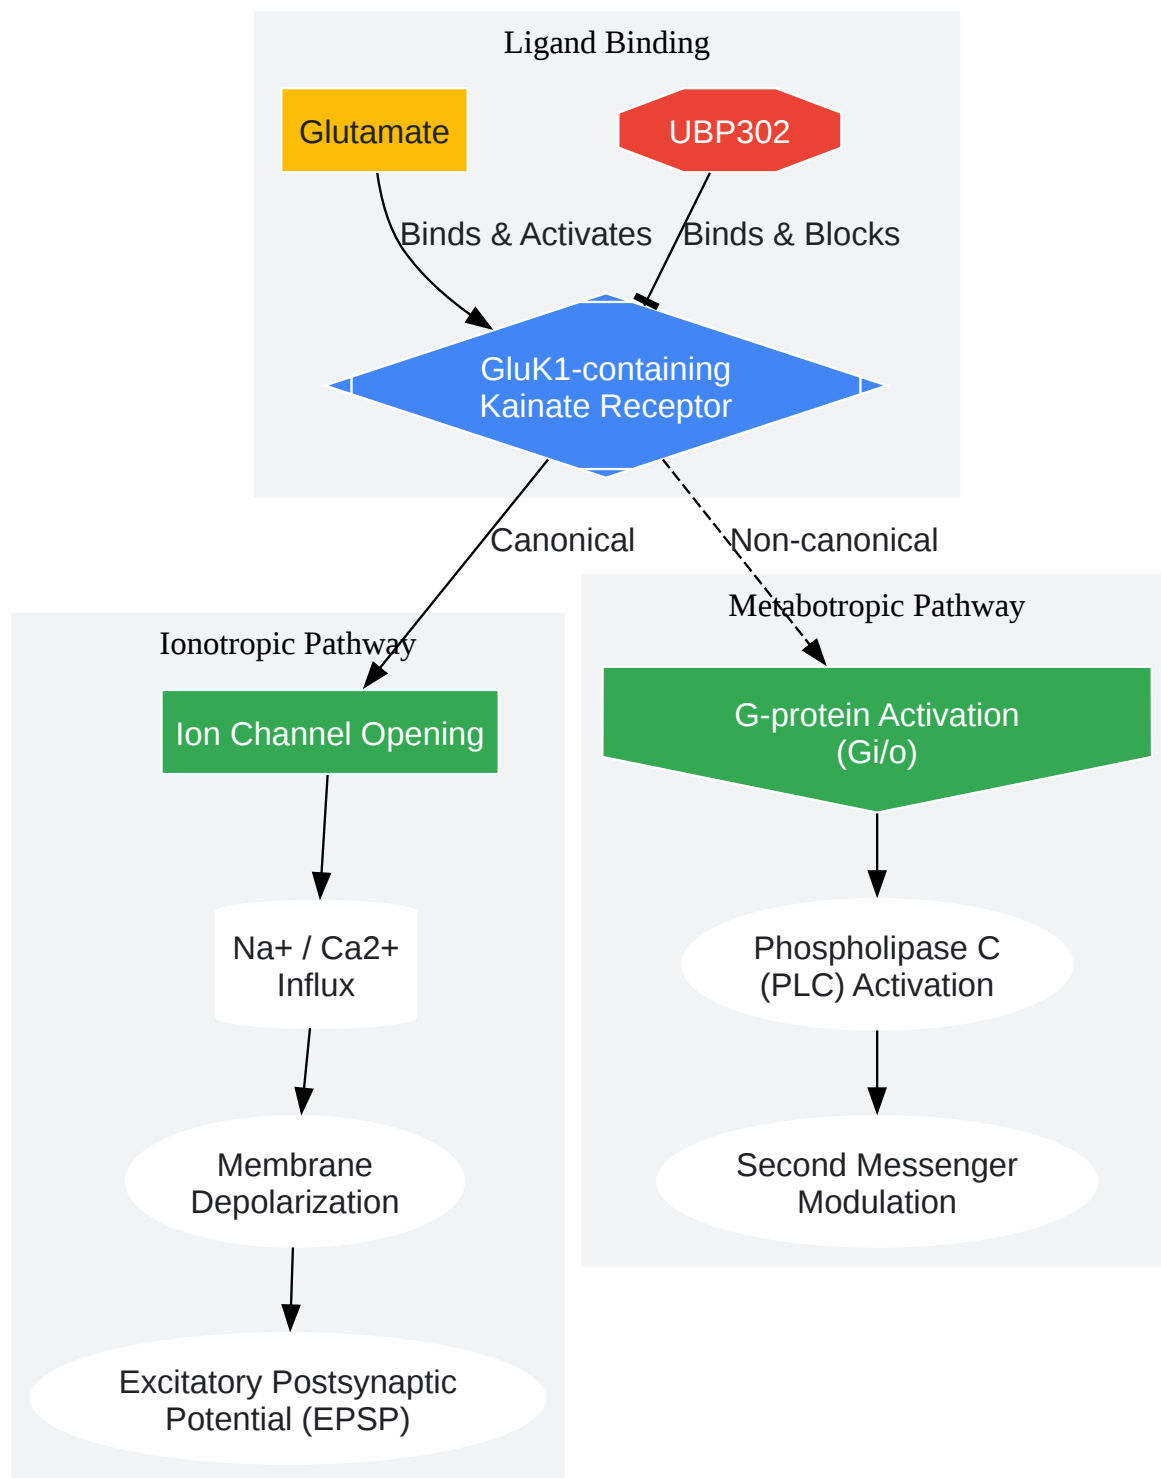 Ligand Binding
Glutamate
UBP302
Binds & Activates
Binds & Blocks
GluK1-containing
Kainate Receptor
Canonical
Non-canonical
Ionotropic Pathway
Ion Channel Opening
Na+ / Ca2+
Influx
Membrane
Depolarization
Excitatory Postsynaptic
Potential (EPSP)
Metabotropic Pathway
G-protein Activation
(Gi/o)
Phospholipase C
(PLC) Activation
Second Messenger
Modulation